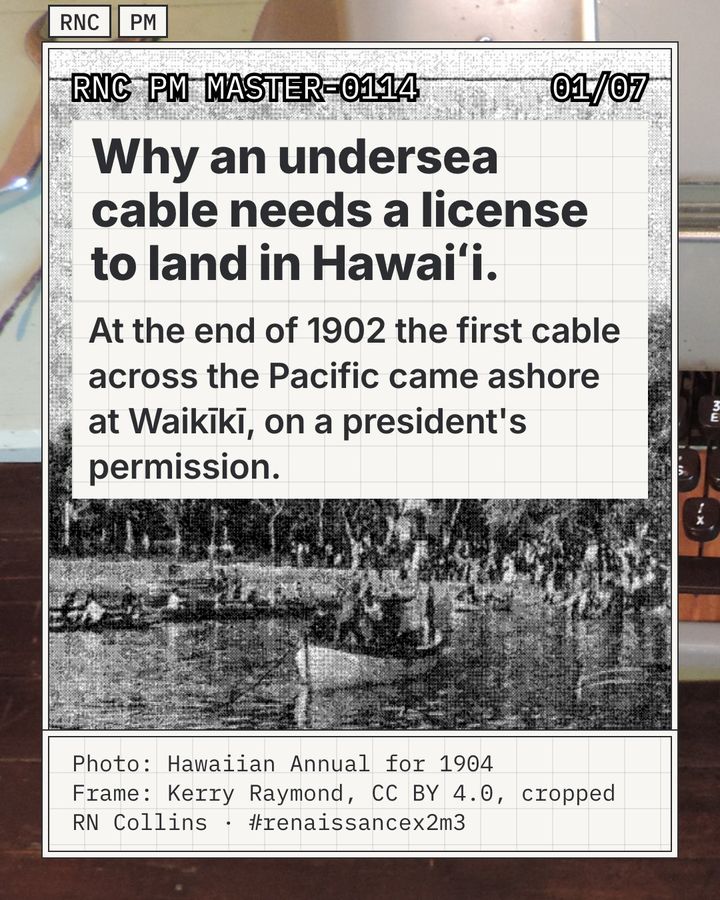 RNC PM
RNC PM MASTER-0114 01/07
Why an undersea
cable needs a license
to land in Hawaiʻi.
At the end of 1902 the first cable
across the Pacific came ashore
at Waikīkī, on a president's
permission.
Photo: Hawaiian Annual for 1904
Frame: Kerry Raymond, CC BY 4.0, cropped
RN Collins · #renaissancex2m3